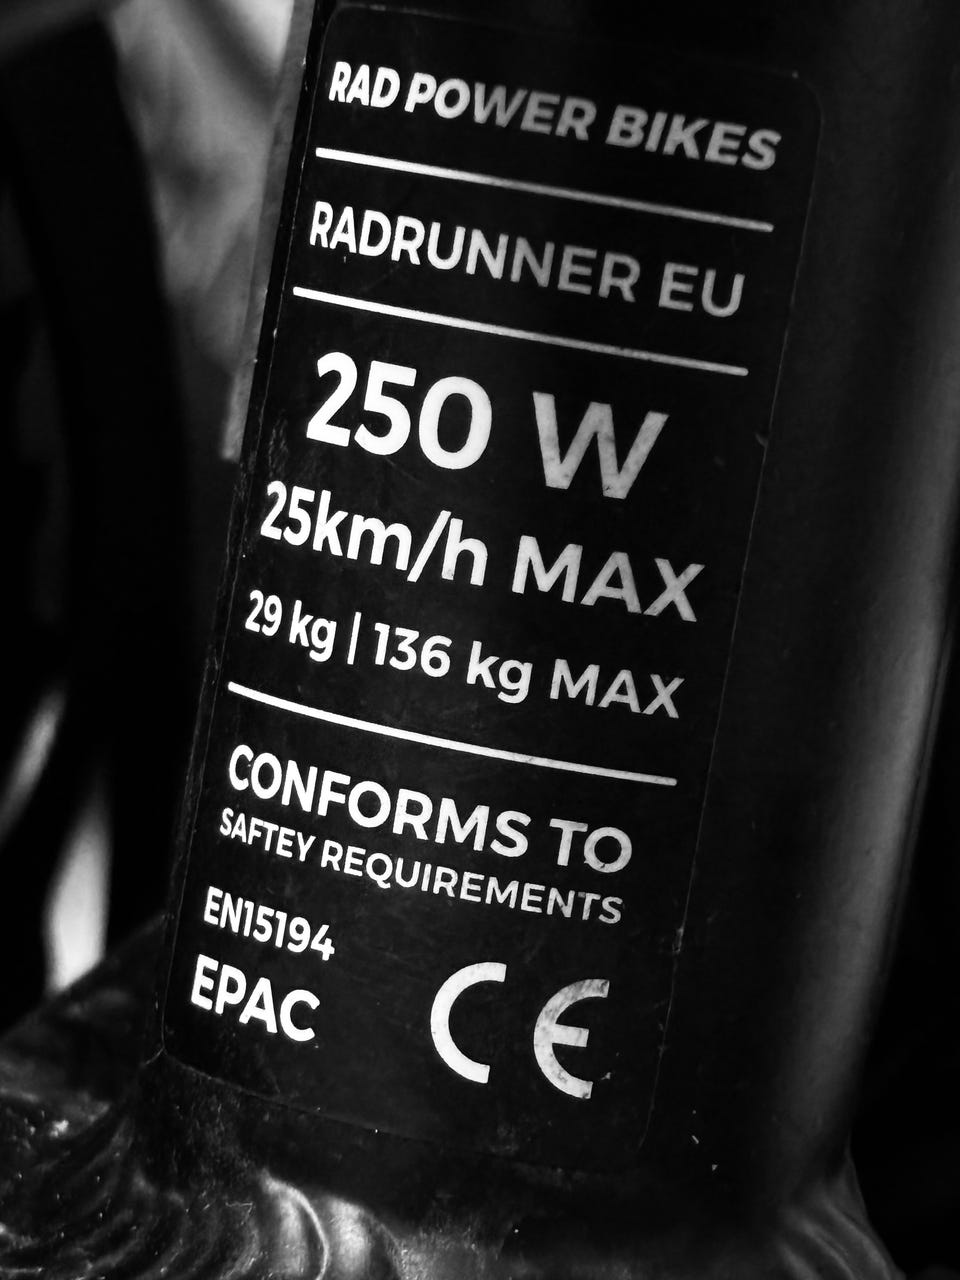 RAD POWER BIKES
RADRUNNER EU
250 W
25km/h MAX
29 kg | 136 kg MAX
CONFORMS TO
SAFTEY REQUIREMENTS
EN15194
EPAC
CE